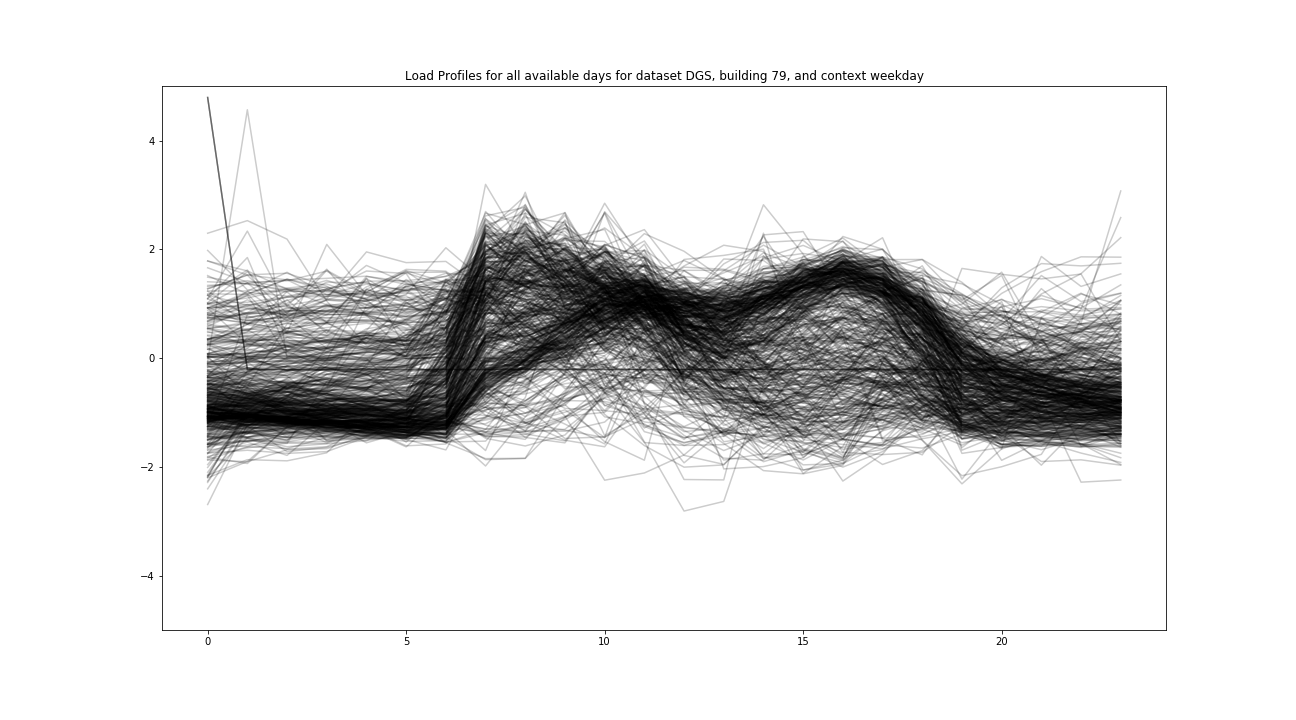 Load Profiles for all available days for dataset DGS, building 79, and context weekday
4
2
0
−2
−4
0 5 10 15 20